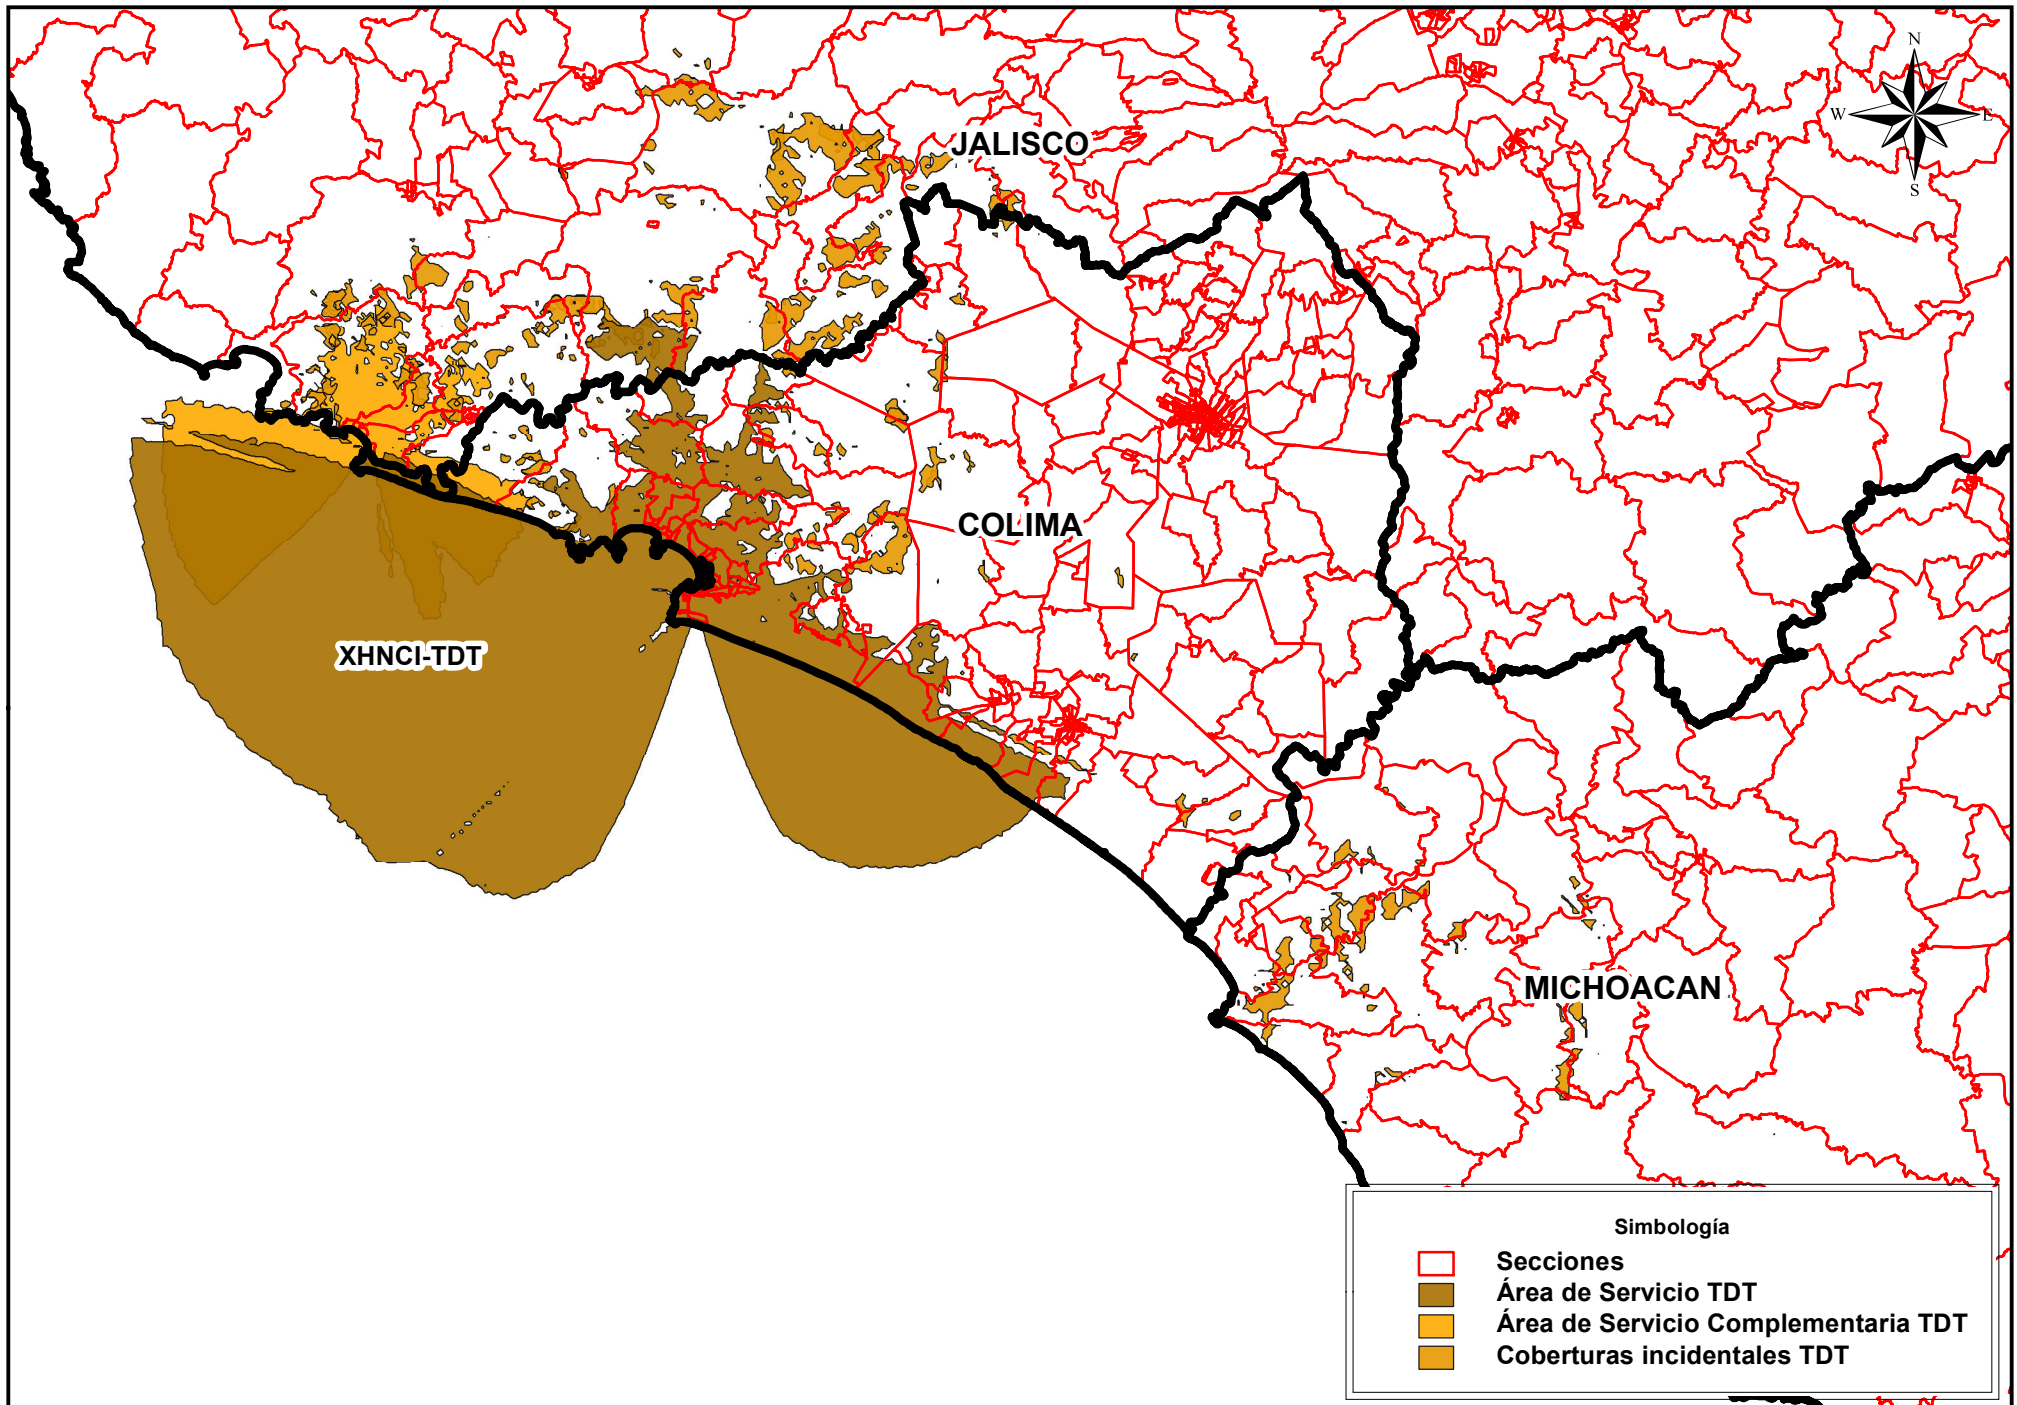 N
W
E
S
JALISCO
COLIMA
XHNCI-TDT
MICHOACAN
Simbología
Secciones
Área de Servicio TDT
Área de Servicio Complementaria TDT
Coberturas incidentales TDT